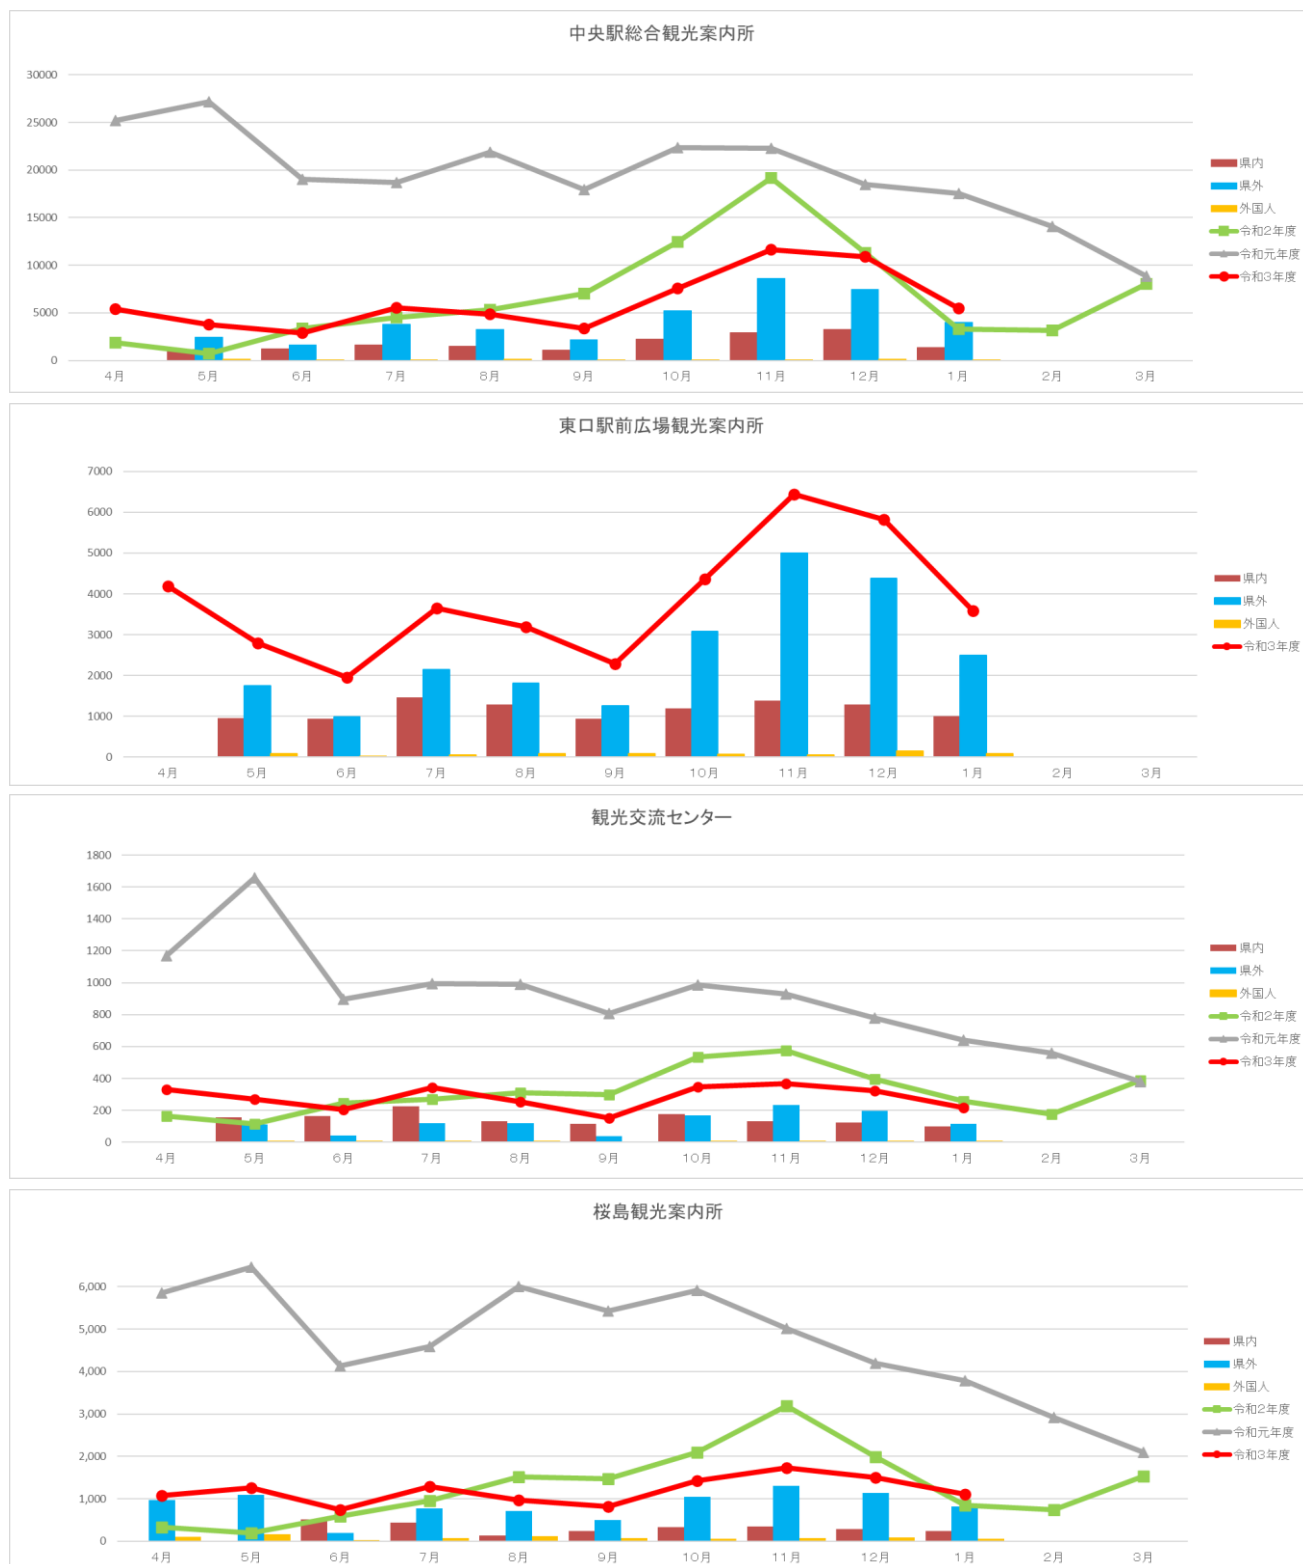 中央駅総合観光案内所
30000
25000
20000
15000
10000
5000
0
4月 5月 6月 7月 8月 9月 10月 11月 12月 1月 2月 3月
県内
県外
外国人
令和2年度
令和元年度
令和3年度
東口駅前広場観光案内所
7000
6000
5000
4000
3000
2000
1000
0
4月 5月 6月 7月 8月 9月 10月 11月 12月 1月 2月 3月
県内
県外
外国人
令和3年度
観光交流センター
1800
1600
1400
1200
1000
800
600
400
200
0
4月 5月 6月 7月 8月 9月 10月 11月 12月 1月 2月 3月
県内
県外
外国人
令和2年度
令和元年度
令和3年度
桜島観光案内所
6,000
5,000
4,000
3,000
2,000
1,000
0
4月 5月 6月 7月 8月 9月 10月 11月 12月 1月 2月 3月
県内
県外
外国人
令和2年度
令和元年度
令和3年度